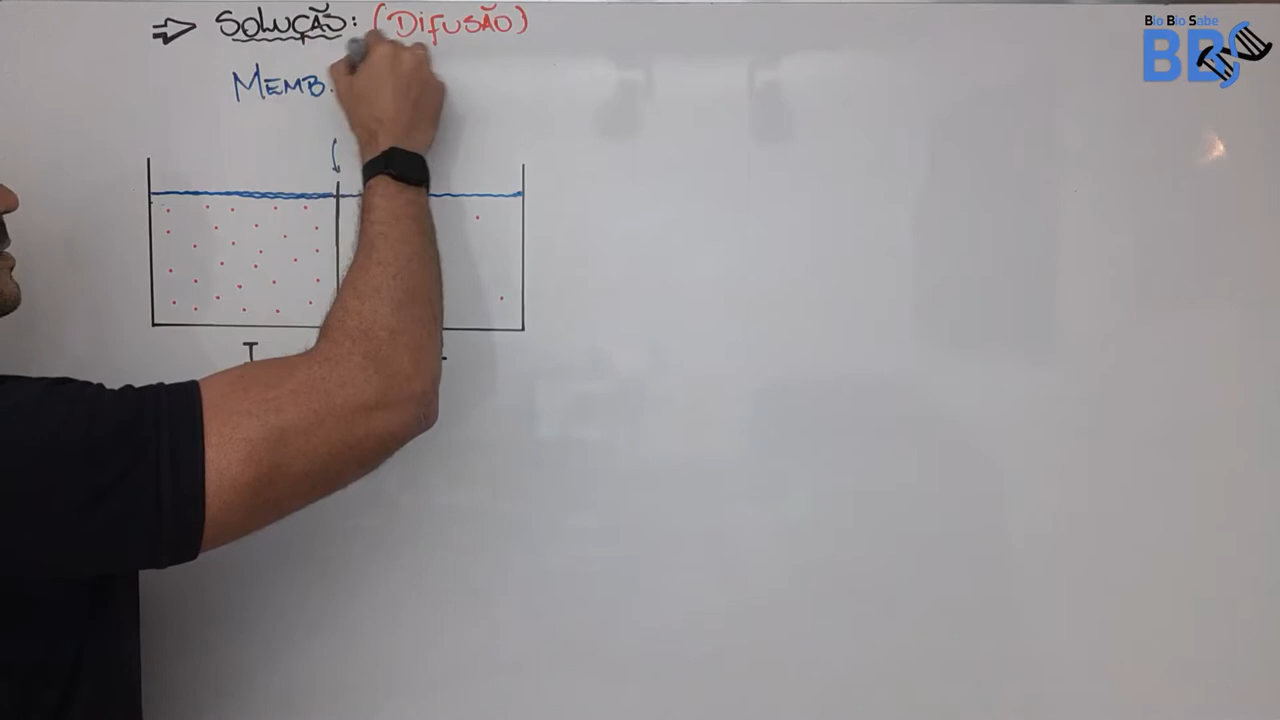 ⇒ SOLUÇÃO: (DifUSÃO)
MEMB.
I
Bio Bio Sabe
BBS